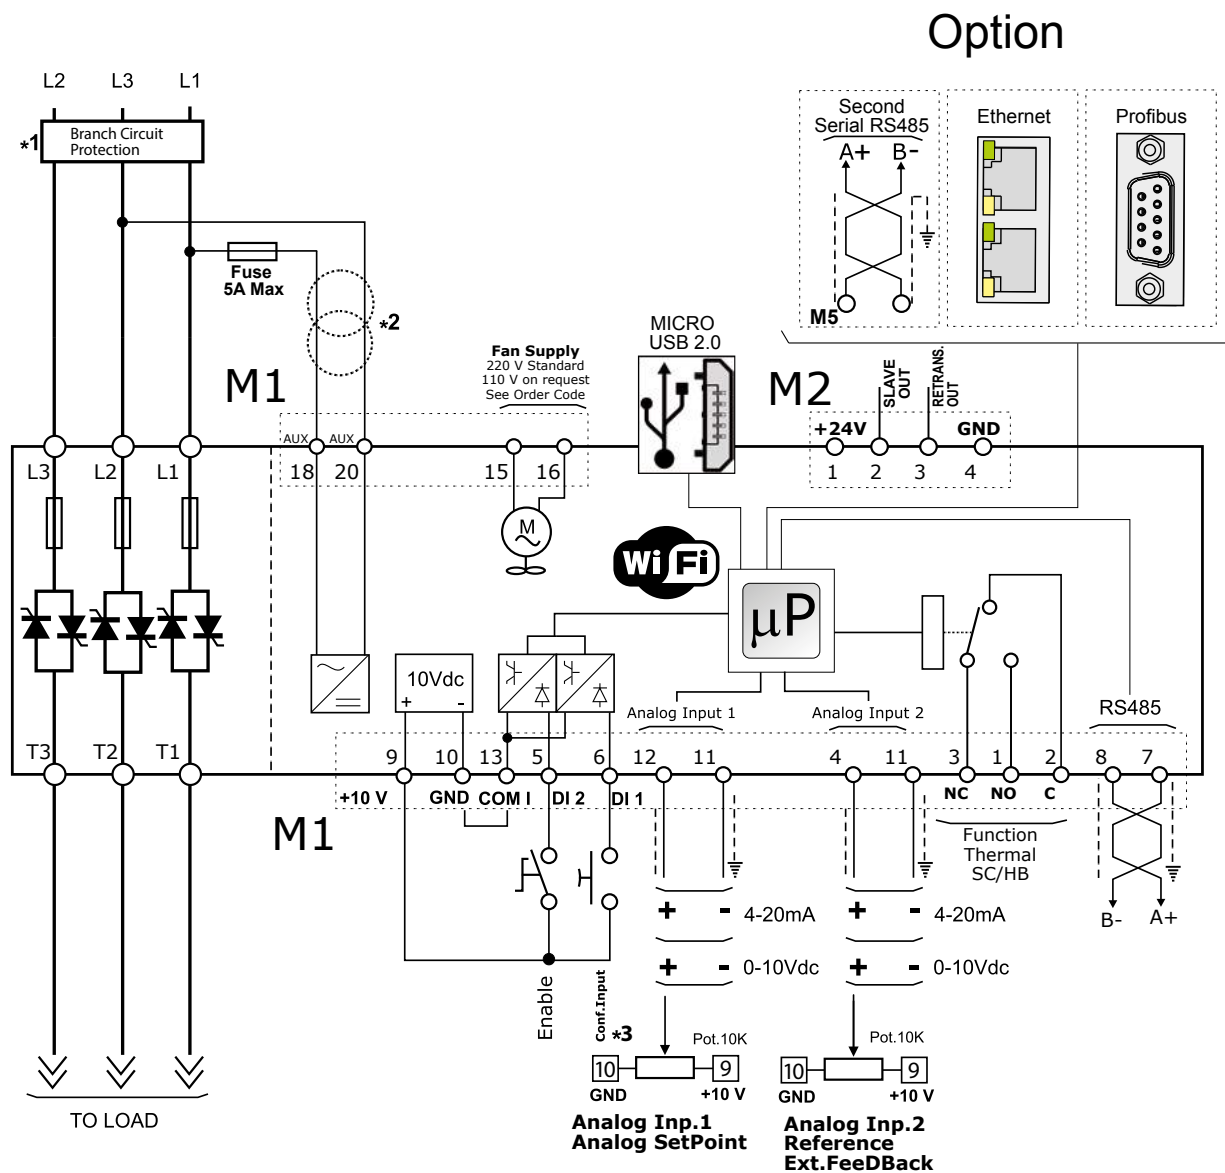 Option
L2 L3 L1
*1
Branch Circuit
Protection
Second
Serial RS485
A+ B-
M5
Ethernet
Profibus
Fuse
5A Max
*2
MICRO
USB 2.0
Fan Supply
220 V Standard
110 V on request
See Order Code
M1
M2
SLAVE
OUT
RETRANS.
OUT
+24V GND
AUX AUX
L3 L2 L1
18 20 15 16
1 2 3 4
M
WiFi
µP
10Vdc
+ -
Analog Input 1
Analog Input 2
RS485
T3 T2 T1
9 10 13 5 6 12 11 4 11 3 1 2 8 7
+10 V GND COM I DI 2 DI 1
NC NO C
M1
Function
Thermal
SC/HB
+ - 4-20mA
+ - 4-20mA
B- A+
+ - 0-10Vdc
+ - 0-10Vdc
Enable
Conf.Input
*3
Pot.10K
10 9
GND +10 V
Pot.10K
10 9
GND +10 V
TO LOAD
Analog Inp.1
Analog SetPoint
Analog Inp.2
Reference
Ext.FeeDBack